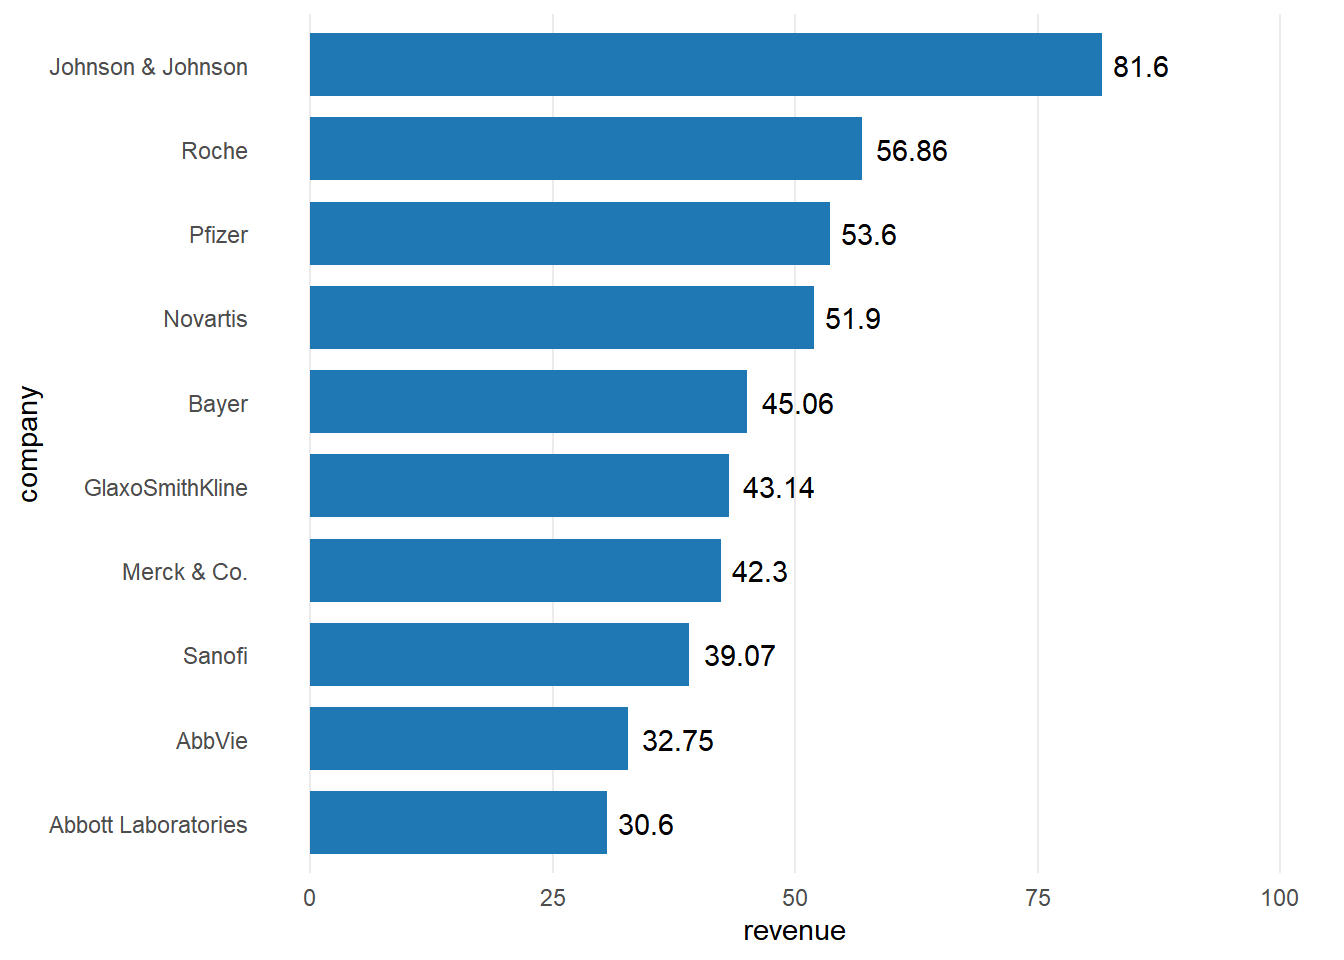 Johnson & Johnson 81.6
Roche 56.86
Pfizer 53.6
Novartis 51.9
Bayer 45.06
GlaxoSmithKline 43.14
Merck & Co. 42.3
Sanofi 39.07
AbbVie 32.75
Abbott Laboratories 30.6
company
0 25 50 75 100
revenue